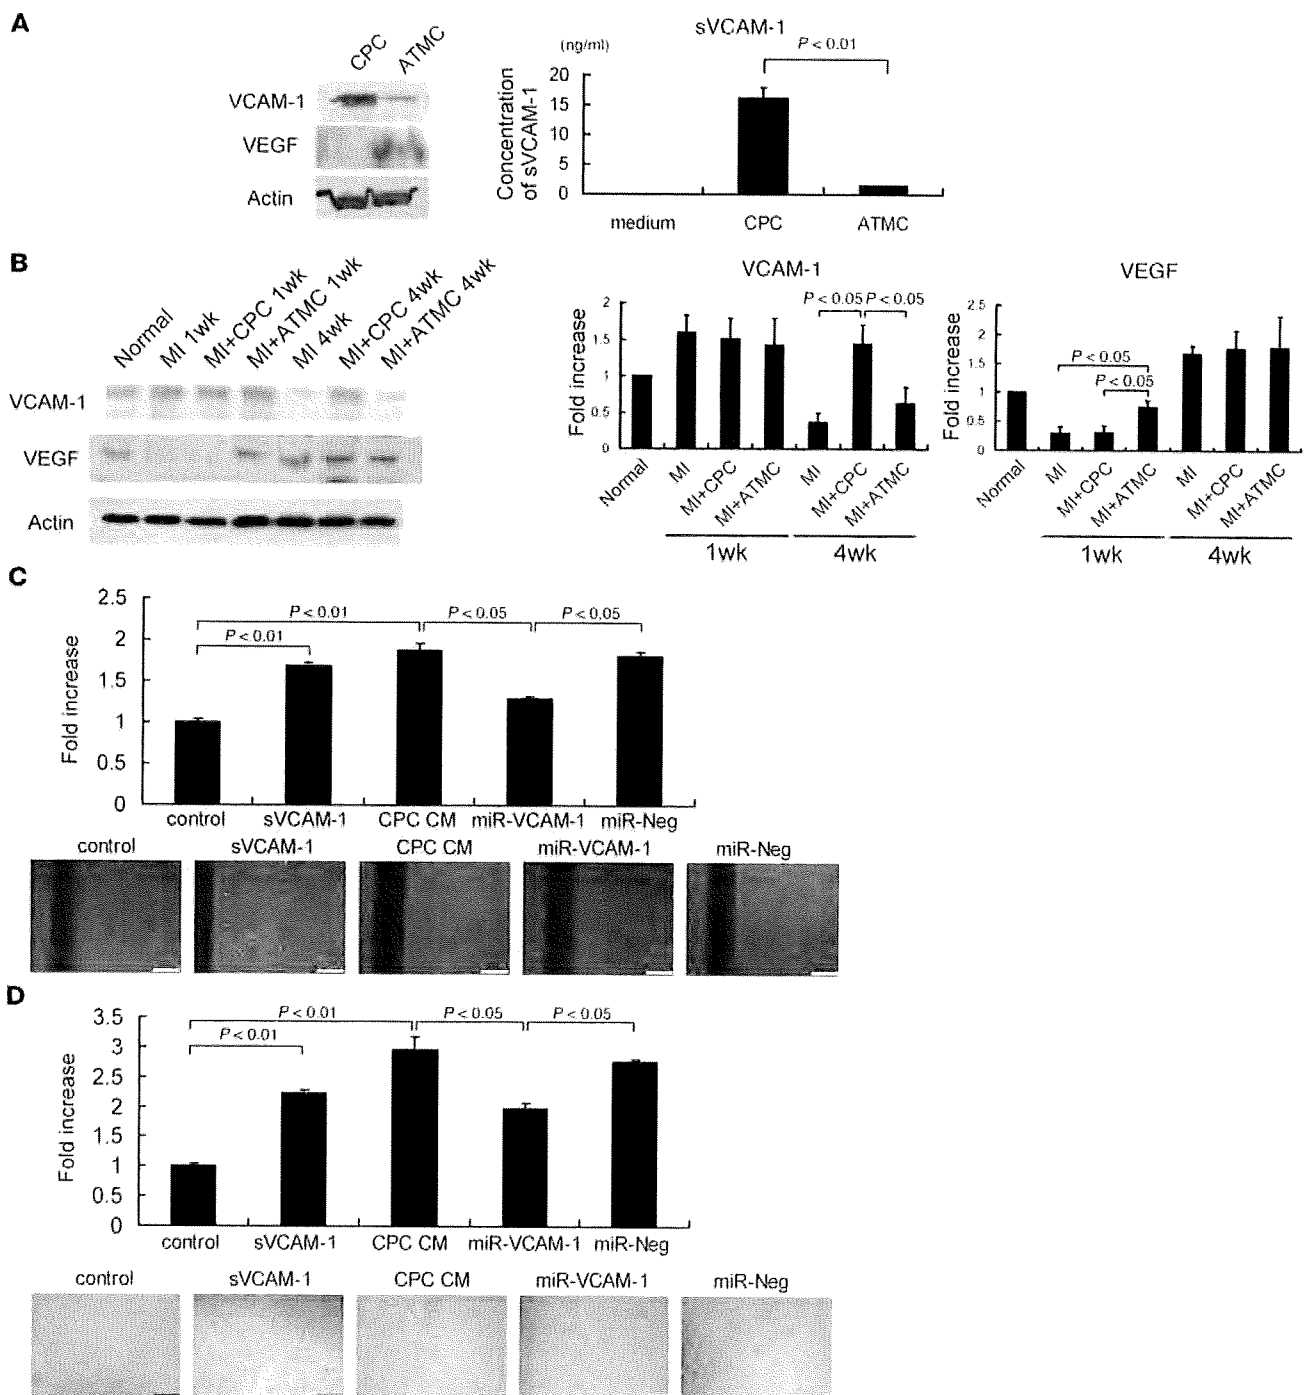 A
CPC
ATMC
VCAM-1
VEGF
Actin
sVCAM-1
(ng/ml)
P < 0.01
Concentration
of sVCAM-1
20
15
10
5
0
medium
CPC
ATMC
B
Normal
MI 1wk
MI+CPC 1wk
MI+ATMC 1wk
MI 4wk
MI+CPC 4wk
MI+ATMC 4wk
VCAM-1
VEGF
Actin
VCAM-1
P < 0.05
P < 0.05
Fold increase
2
1.5
1
0.5
0
Normal
MI
MI+CPC
MI+ATMC
MI
MI+CPC
MI+ATMC
1wk
4wk
VEGF
P < 0.05
P < 0.05
Fold increase
2.5
2
1.5
1
0.5
0
Normal
MI
MI+CPC
MI+ATMC
MI
MI+CPC
MI+ATMC
1wk
4wk
C
P < 0.01
P < 0.05
P < 0.05
P < 0.01
Fold increase
2.5
2
1.5
1
0.5
0
control
sVCAM-1
CPC CM
miR-VCAM-1
miR-Neg
control
sVCAM-1
CPC CM
miR-VCAM-1
miR-Neg
D
P < 0.01
P < 0.05
P < 0.05
P < 0.01
Fold increase
3.5
3
2.5
2
1.5
1
0.5
0
control
sVCAM-1
CPC CM
miR-VCAM-1
miR-Neg
control
sVCAM-1
CPC CM
miR-VCAM-1
miR-Neg